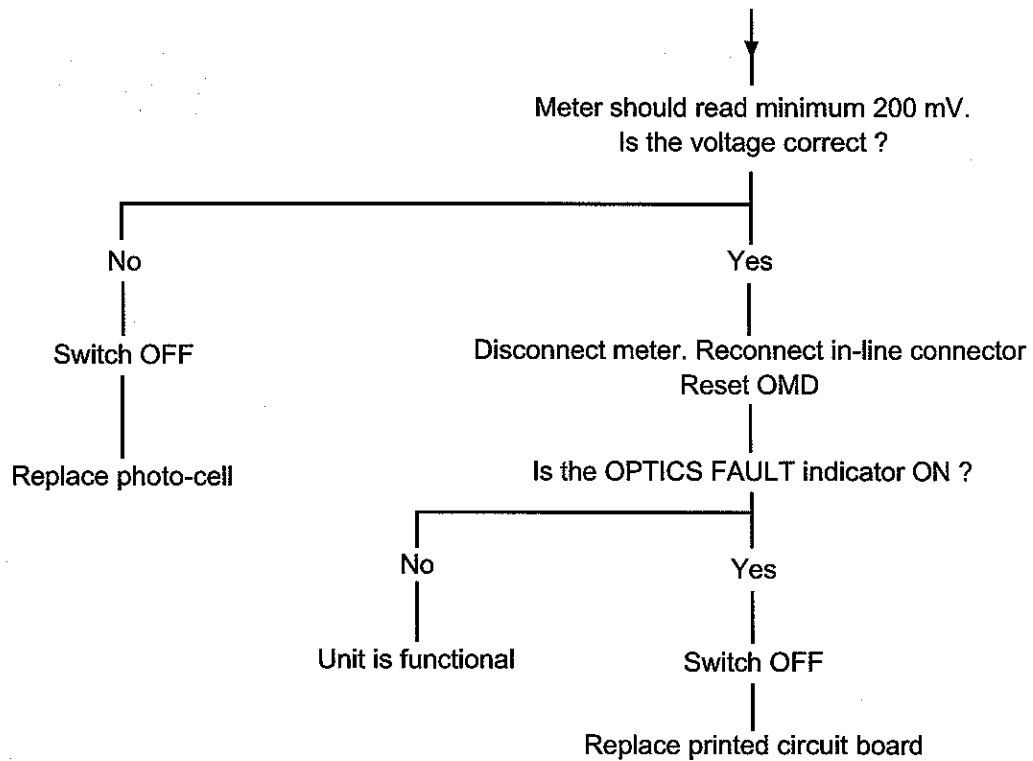 Meter should read minimum 200 mV.
Is the voltage correct ?
No
Yes
Switch OFF
Disconnect meter. Reconnect in-line connector
Reset OMD
Replace photo-cell
Is the OPTICS FAULT indicator ON ?
No
Yes
Unit is functional
Switch OFF
Replace printed circuit board